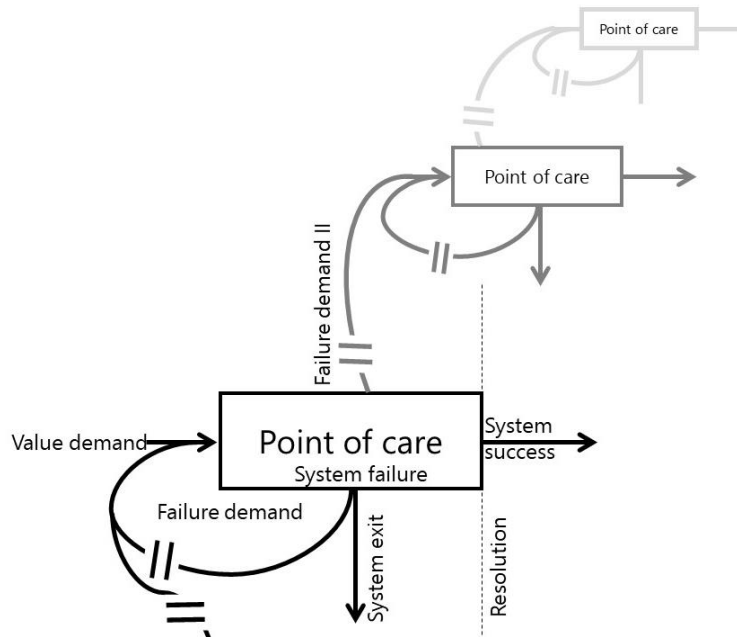 Point of care
Point of care
Failure demand II
Value demand
Point of care
System failure
System
success
Failure demand
System exit
Resolution